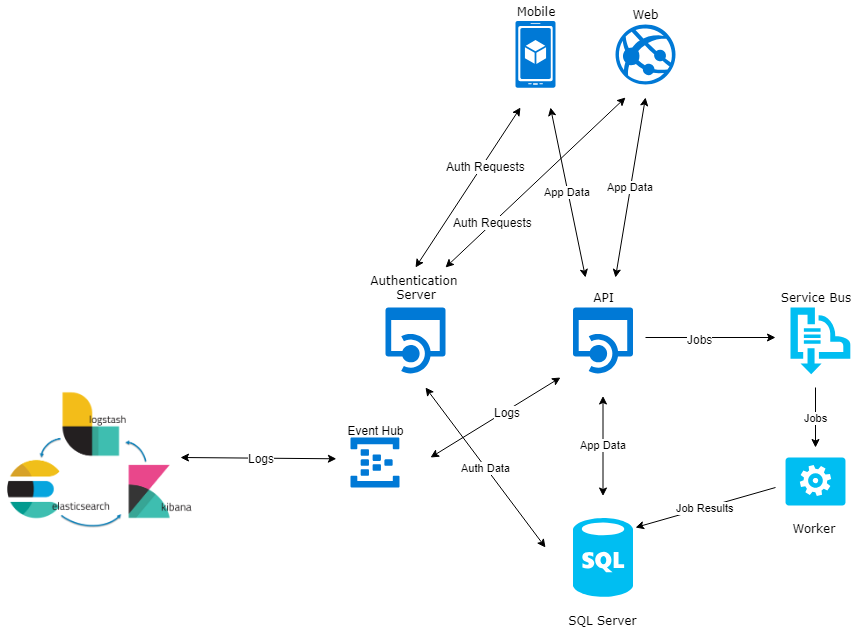 Mobile
Web
Auth Requests
App Data
App Data
Auth Requests
Authentication
Server
API
Service Bus
Jobs
logstash
Logs
Jobs
Event Hub
App Data
Logs
Auth Data
elasticsearch
kibana
Job Results
Worker
SQL
SQL Server